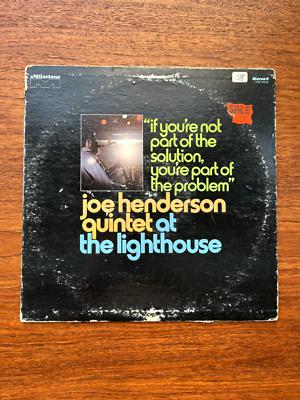 Milestone
Stereo
SALE
"if you're not
part of the
solution,
you're part of
the problem"
joe henderson
quintet at
the lighthouse